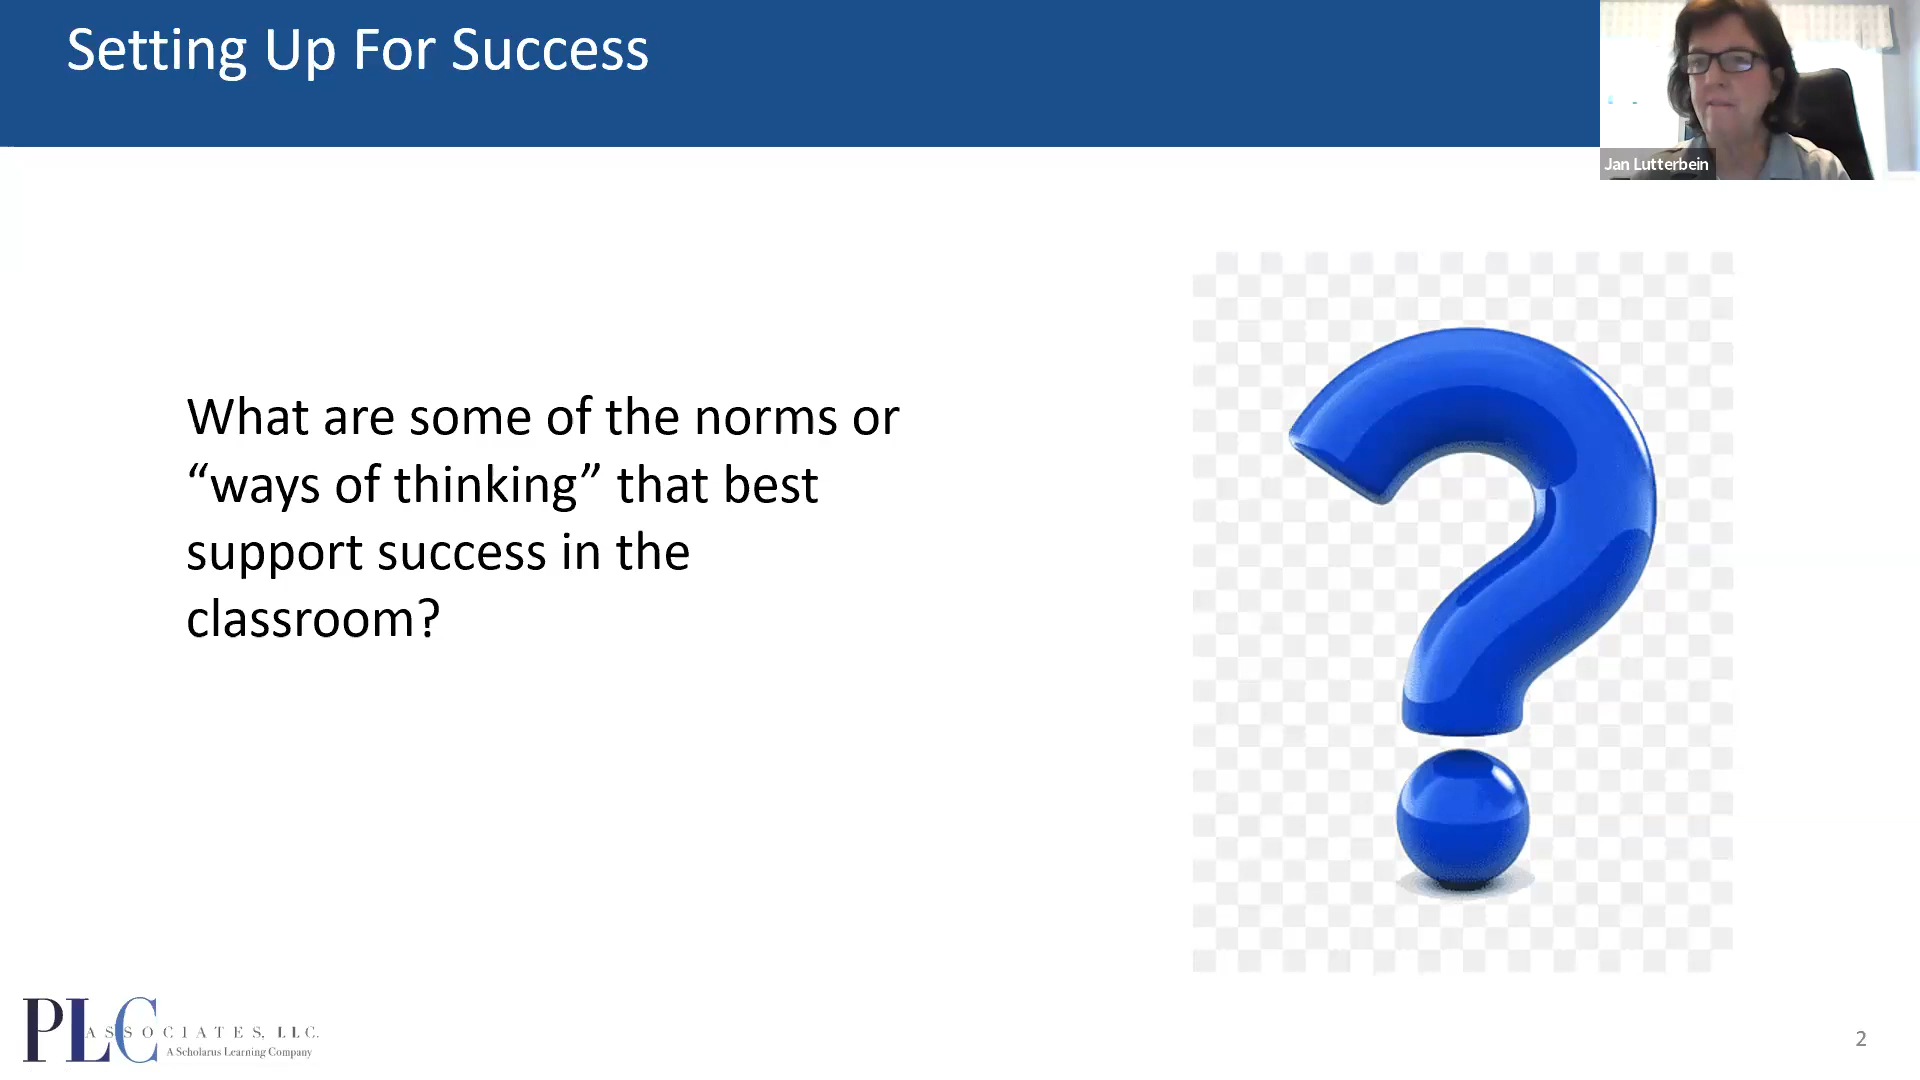 Setting Up For Success
Jan Lutterbein
What are some of the norms or
“ways of thinking” that best
support success in the
classroom?
PLC
ASSOCIATES, LLC.
A Scholarus Learning Company
2